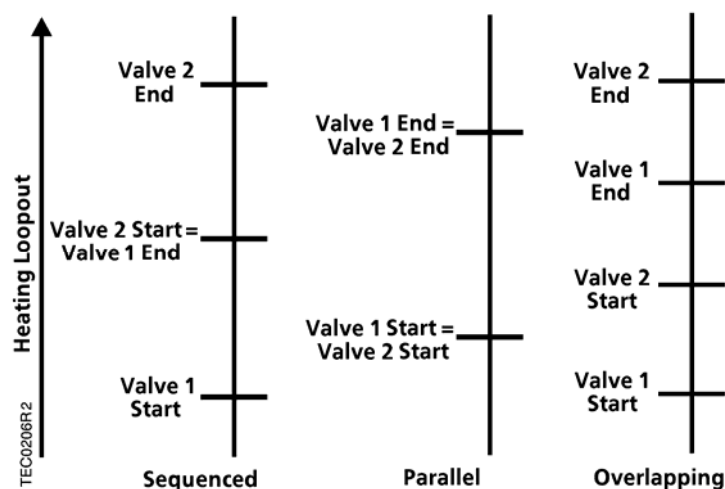 Heating Loopout
TEC0206R2
Valve 2
End
Valve 2 Start =
Valve 1 End
Valve 1
Start
Sequenced
Valve 1 End =
Valve 2 End
Valve 1 Start =
Valve 2 Start
Parallel
Valve 2
End
Valve 1
End
Valve 2
Start
Valve 1
Start
Overlapping